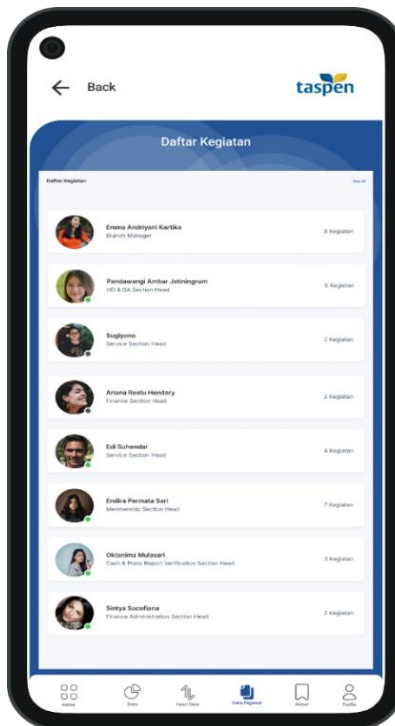 Back
taspen
Daftar Kegiatan
Daftar Kegiatan
See all
Emma Andriyani Kartika
Branch Manager
8 Kegiatan
Pandawangi Ambar Jatiningrum
HD & GA Section Head
6 Kegiatan
Sugiyono
Service Section Head
2 Kegiatan
Ariana Restu Hendary
Finance Section Head
2 Kegiatan
Edi Suhendar
Service Section Head
4 Kegiatan
Endira Permata Sari
Membership Section Head
7 Kegiatan
Oktanima Mulasari
Cash & Plans Report Verification Section Head
3 Kegiatan
Sintya Sucofiana
Finance Administration Section Head
2 Kegiatan
Home
Data
Input Data
Data Pegawai
About
Profile